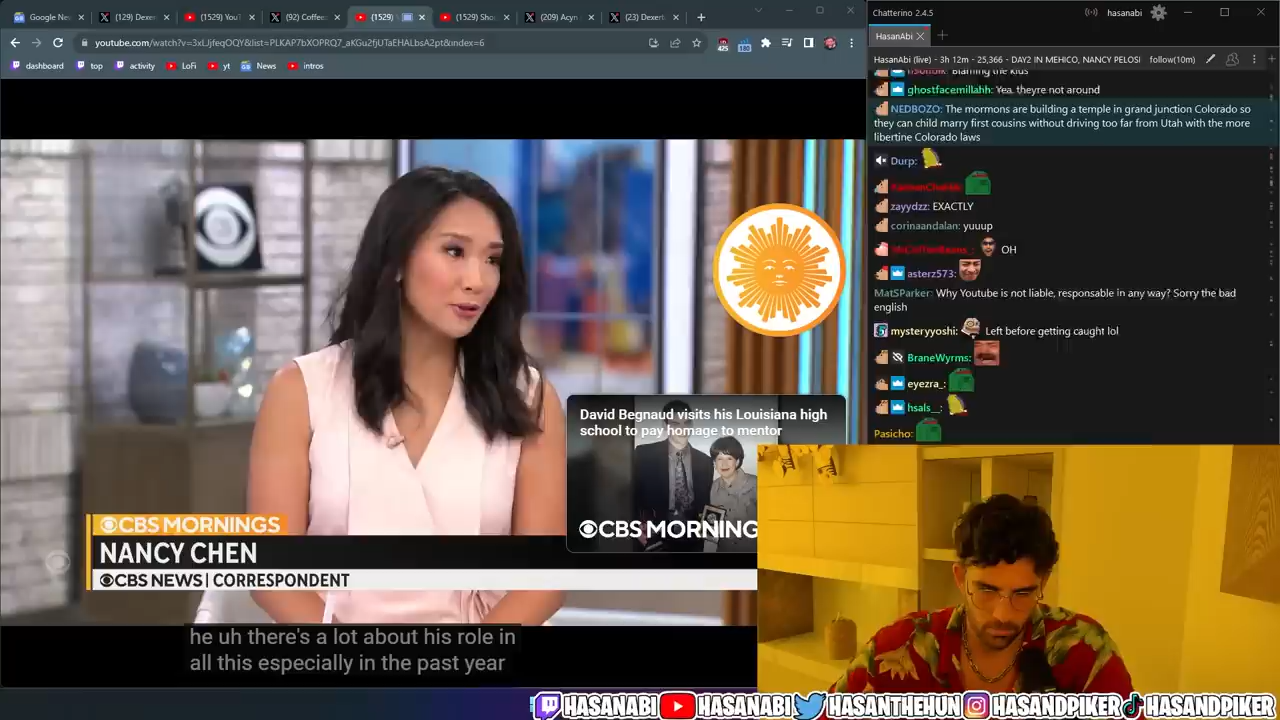 Google Ne
(129) Dexer
(1529) YouT
(92) Coffee
(1529)
(1529) Sho
(209) Acyn
(23) Dexert
youtube.com/watch?v=3xLJjfeqOQY&list=PLKAP7bXOPRQ7_aKGu2fjUTaEHALbsA2pt&index=6
dashboard
top
activity
LoFi
yt
News
intros
Chatterino 2.4.5
hasanabi
HasanAbi
HasanAbi (live) - 3h 12m - 25,366 - DAY2 IN MEHICO, NANCY PELOSI
follow(10m)
Blaming the kids
ghostfacemillahh: Yea. theyre not around
NEDBOZO: The mormons are building a temple in grand junction Colorado so
they can child marry first cousins without driving too far from Utah with the more
libertine Colorado laws
Durp:
zayydzz: EXACTLY
corinaandalan: yuuup
OH
asterz573:
MatSParker: Why Youtube is not liable, responsable in any way? Sorry the bad
english
mysteryyoshi: Left before getting caught lol
BraneWyrms:
eyezra_:
hsals__:
Pasicho:
David Begnaud visits his Louisiana high
school to pay homage to mentor
CBS MORNING
CBS MORNINGS
NANCY CHEN
CBS NEWS | CORRESPONDENT
he uh there's a lot about his role in
all this especially in the past year
HASANABI
HASANABI
HASANTHEHUN
HASANDPIKER
HASANDPIKER